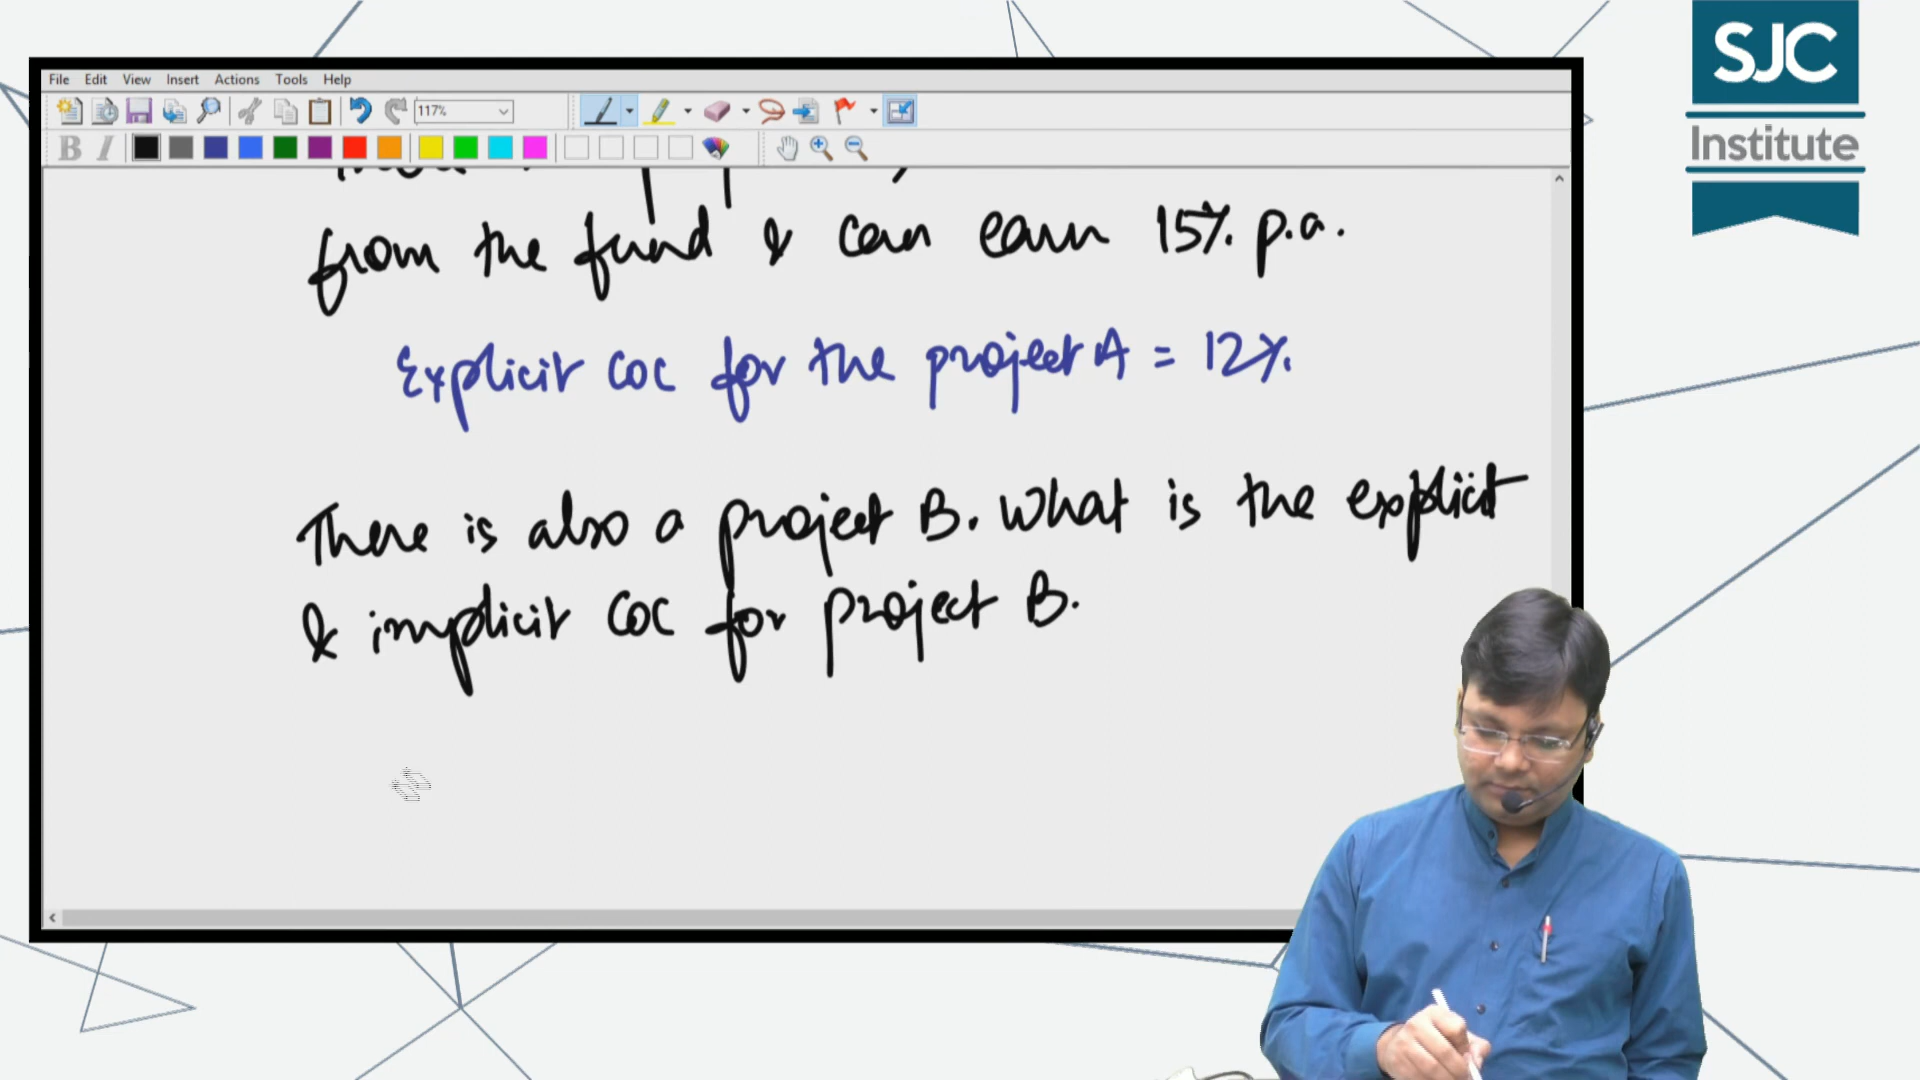 SJC
Institute
File Edit View Insert Actions Tools Help
117%
B I
from the fund & can earn 15% p.a.
Explicit COC for the project A = 12%.
There is also a project B. What is the explicit
& implicit COC for project B.